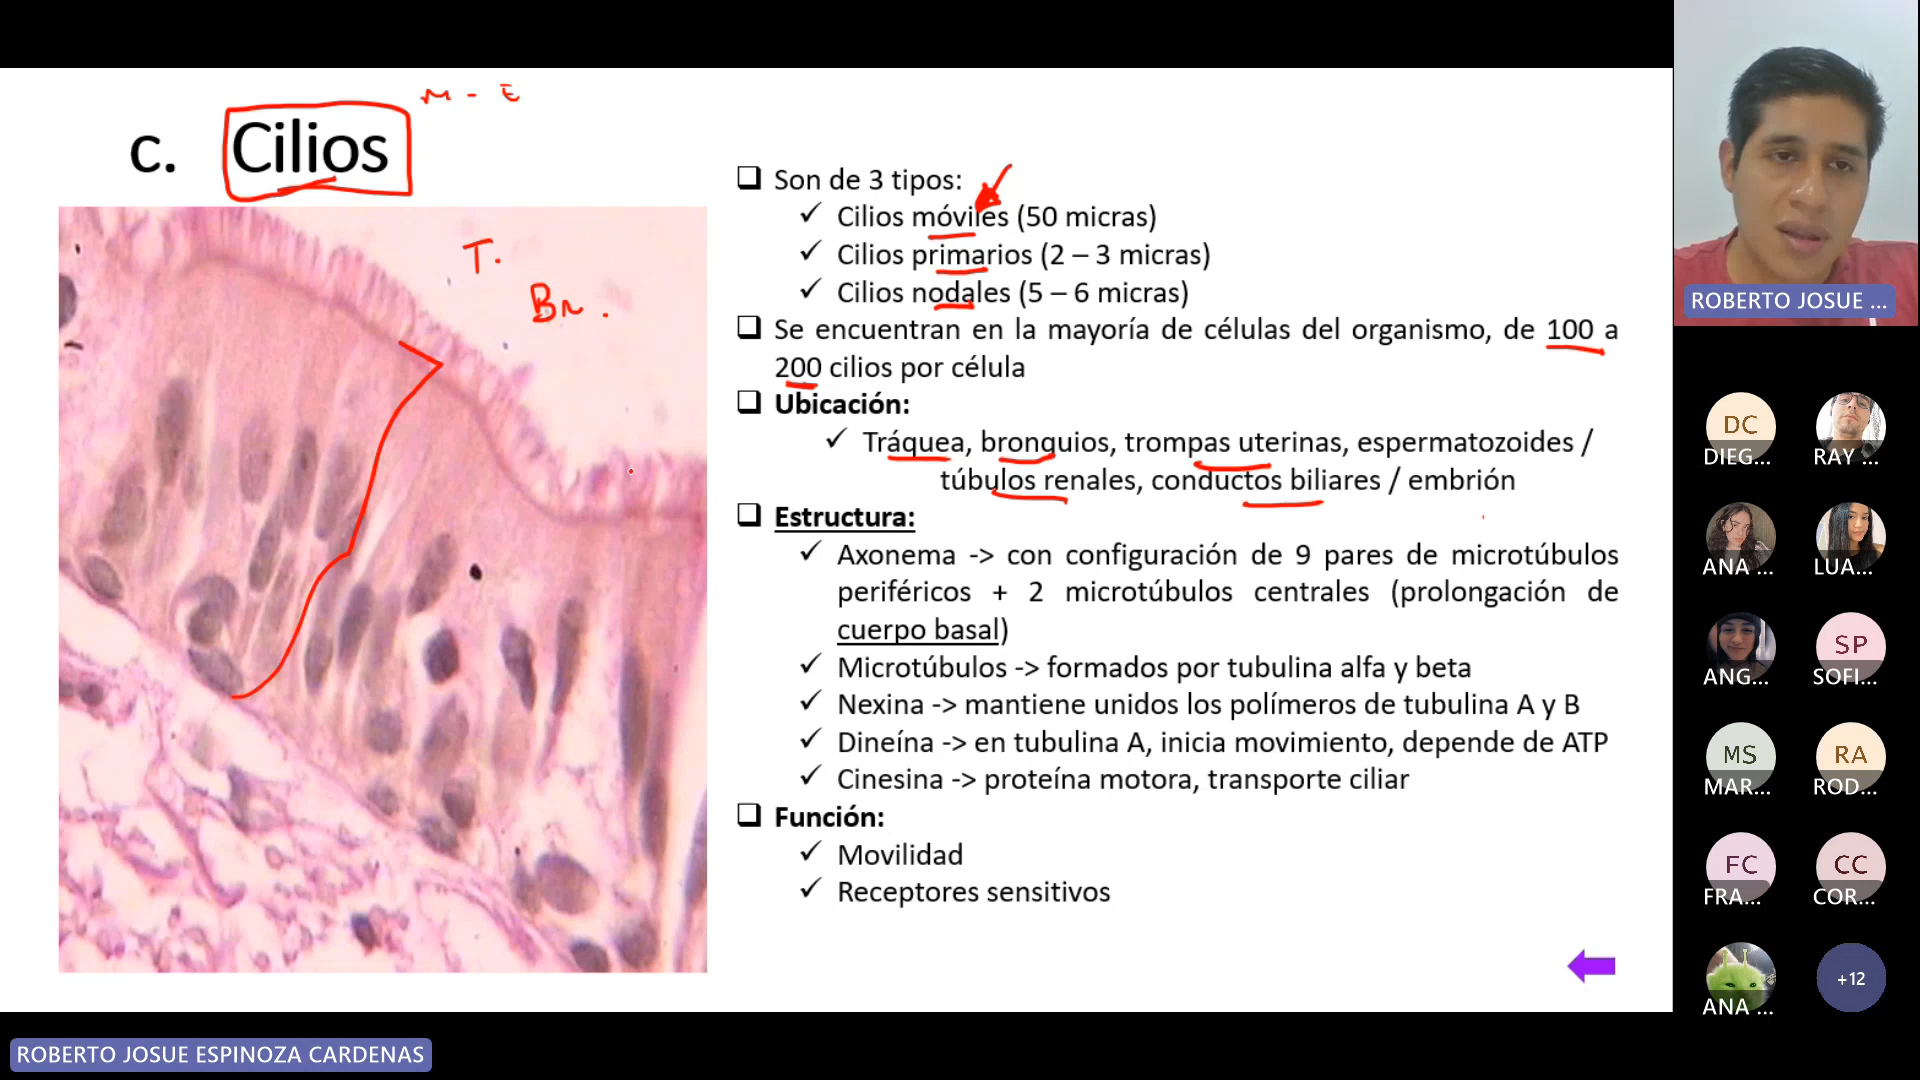 M - E
c. Cilios
T.
Br.
Son de 3 tipos:
Cilios móviles (50 micras)
Cilios primarios (2 – 3 micras)
Cilios nodales (5 – 6 micras)
Se encuentran en la mayoría de células del organismo, de 100 a
200 cilios por célula
Ubicación:
Tráquea, bronquios, trompas uterinas, espermatozoides /
túbulos renales, conductos biliares / embrión
Estructura:
Axonema -> con configuración de 9 pares de microtúbulos
periféricos + 2 microtúbulos centrales (prolongación de
cuerpo basal)
Microtúbulos -> formados por tubulina alfa y beta
Nexina -> mantiene unidos los polímeros de tubulina A y B
Dineína -> en tubulina A, inicia movimiento, depende de ATP
Cinesina -> proteína motora, transporte ciliar
Función:
Movilidad
Receptores sensitivos
ROBERTO JOSUE ...
DC
DIEG...
RAY ...
ANA ...
LUA...
ANG...
SP
SOFI...
MS
MAR...
RA
ROD...
FC
FRA...
CC
COR...
ANA ...
+12
ROBERTO JOSUE ESPINOZA CARDENAS